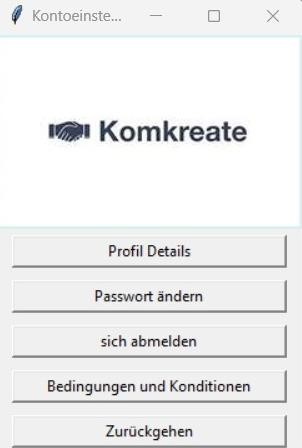 Kontoeinste...
Komkreate
Profil Details
Passwort ändern
sich abmelden
Bedingungen und Konditionen
Zurückgehen